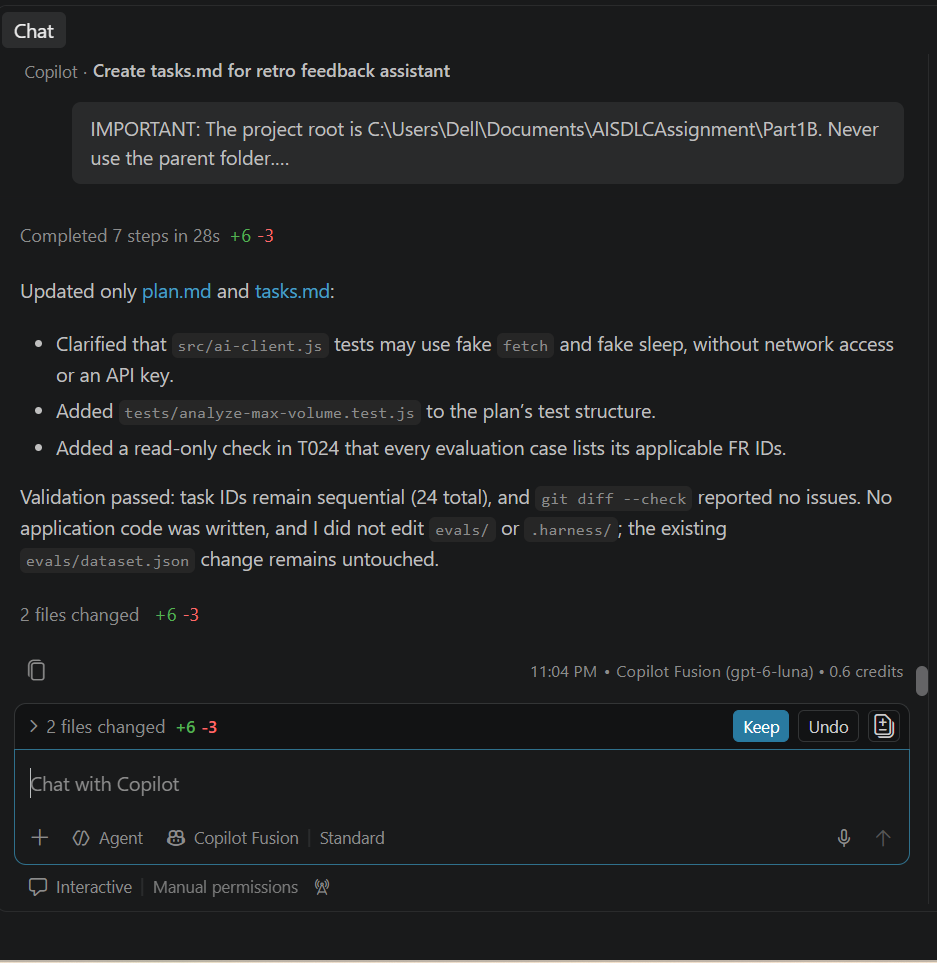 Chat
Copilot · Create tasks.md for retro feedback assistant
IMPORTANT: The project root is C:\Users\Dell\Documents\AISDLCAssignment\Part1B. Never
use the parent folder....
Completed 7 steps in 28s +6 -3
Updated only plan.md and tasks.md:
• Clarified that src/ai-client.js tests may use fake fetch and fake sleep, without network access
or an API key.
• Added tests/analyze-max-volume.test.js to the plan’s test structure.
• Added a read-only check in T024 that every evaluation case lists its applicable FR IDs.
Validation passed: task IDs remain sequential (24 total), and git diff --check reported no issues. No
application code was written, and I did not edit evals/ or .harness/; the existing
evals/dataset.json change remains untouched.
2 files changed +6 -3
11:04 PM • Copilot Fusion (gpt-6-luna) • 0.6 credits
2 files changed +6 -3
Keep Undo
Chat with Copilot
Agent Copilot Fusion Standard
Interactive Manual permissions